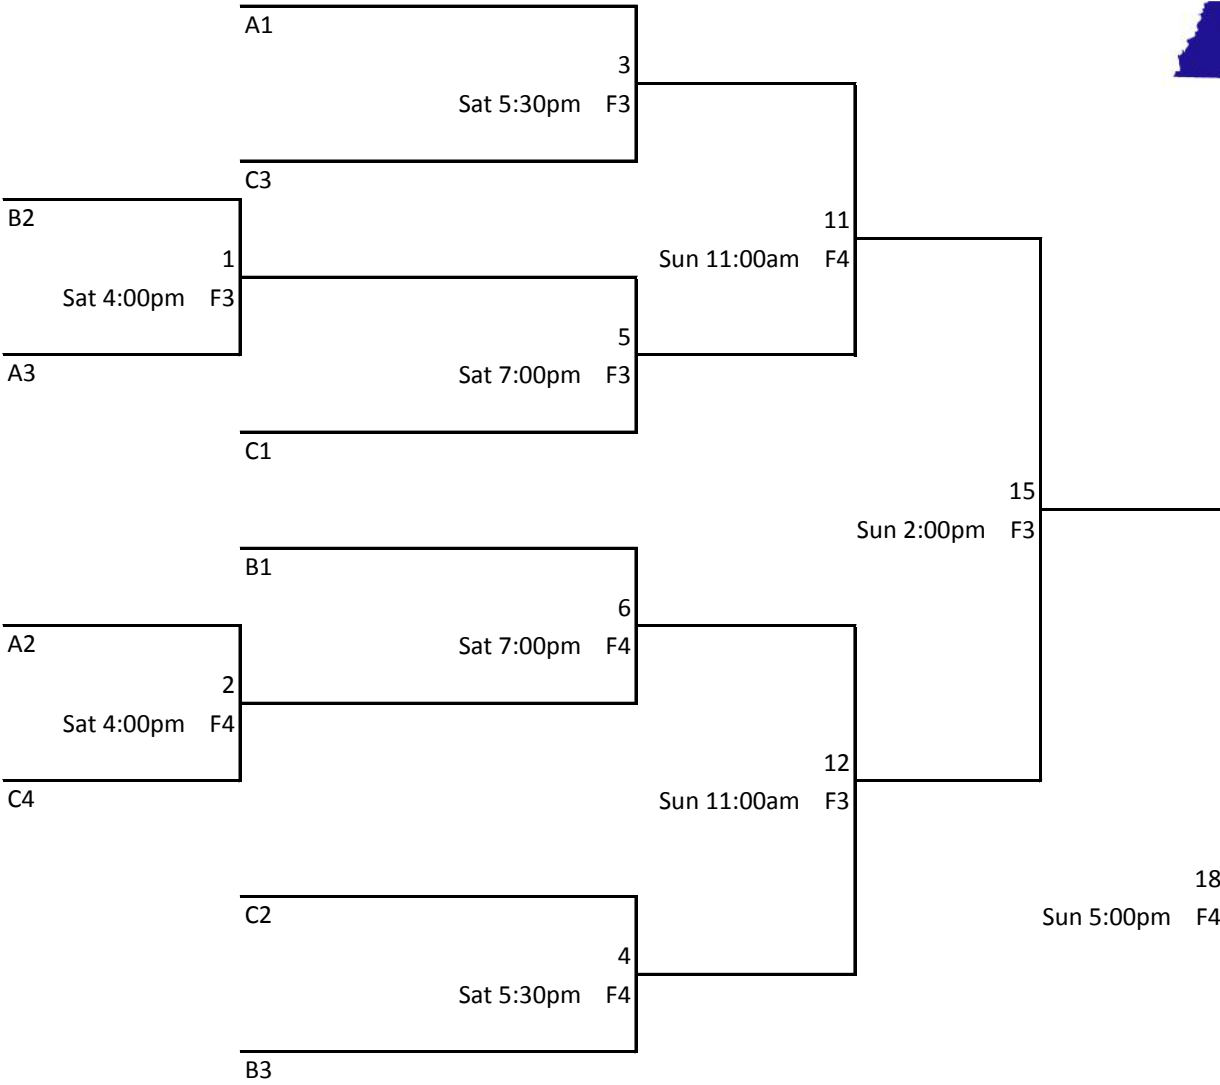 A1
3
Sat 5:30pm F3
C3
B2
11
1
Sun 11:00am F4
Sat 4:00pm F3
5
A3
Sat 7:00pm F3
C1
15
Sun 2:00pm F3
B1
6
A2
Sat 7:00pm F4
2
Sat 4:00pm F4
12
C4
Sun 11:00am F3
18
C2
Sun 5:00pm F4
4
Sat 5:30pm F4
B3